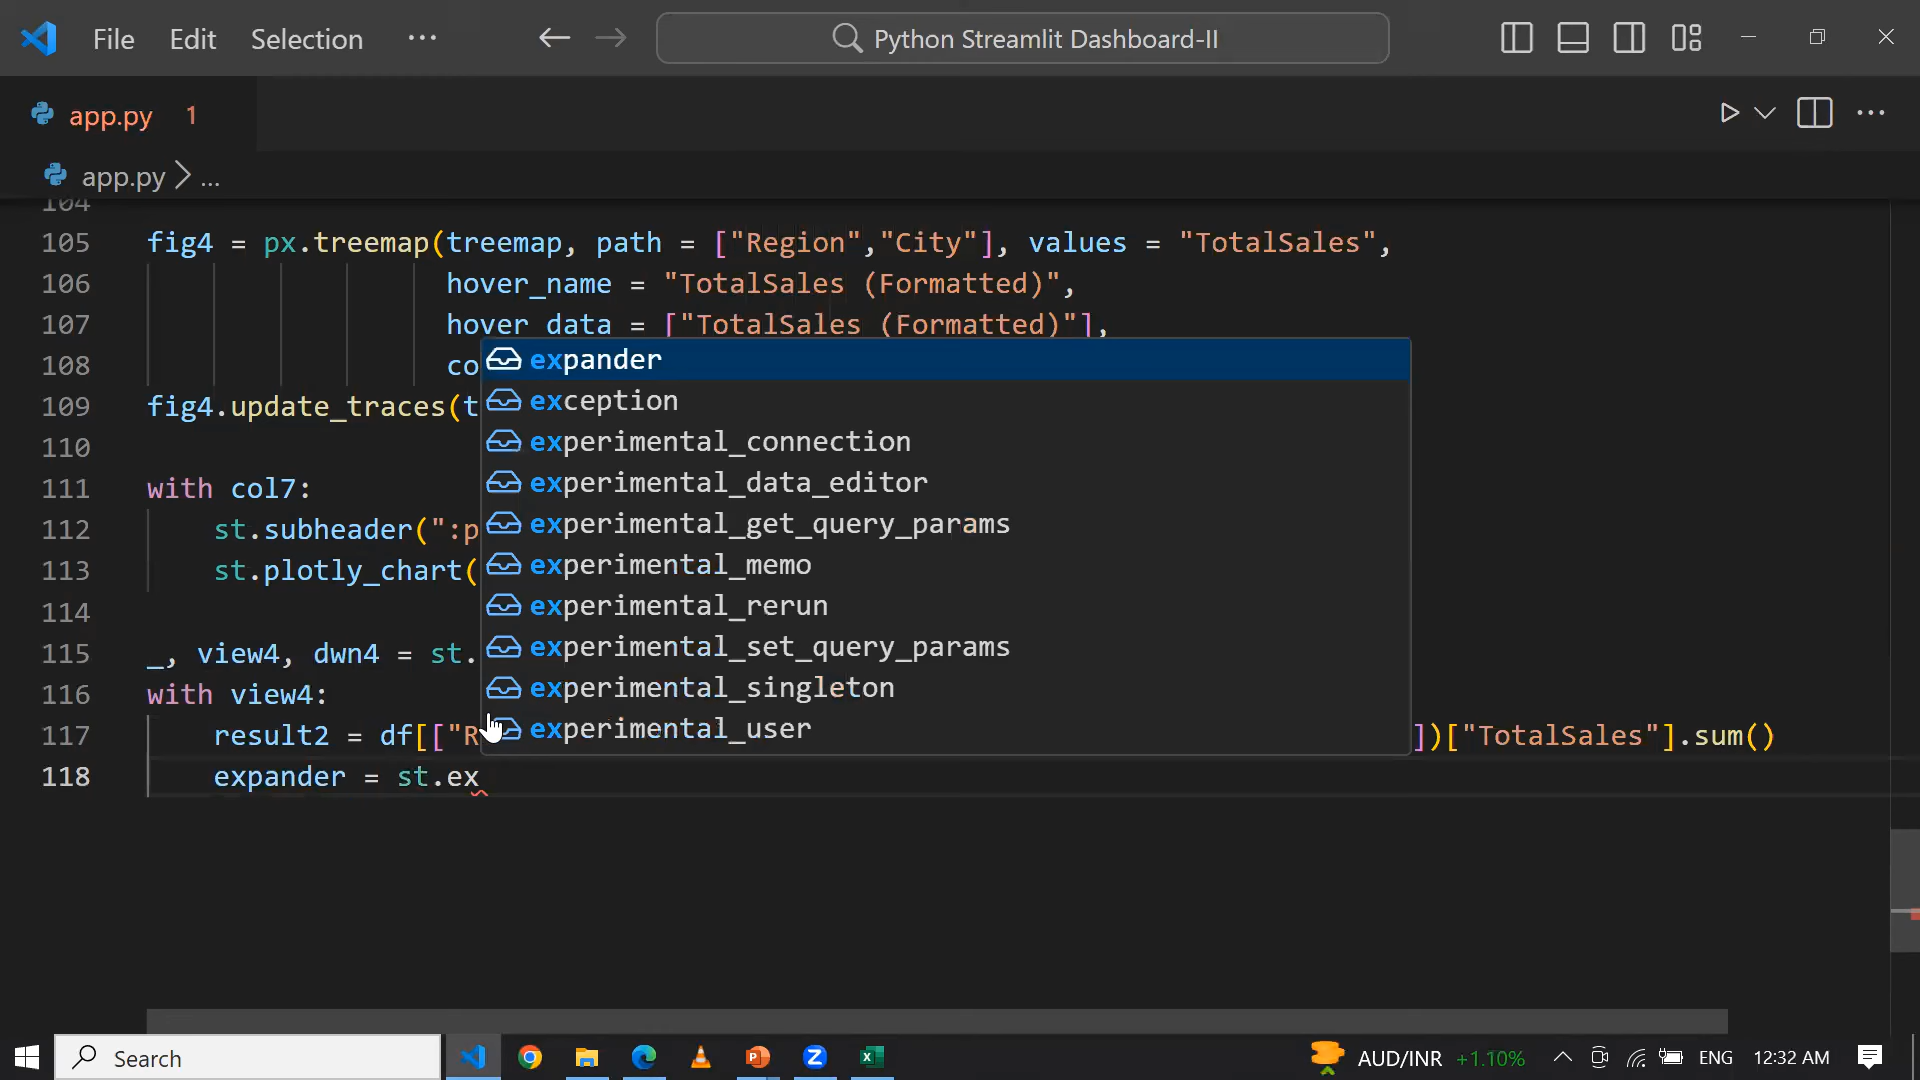 File Edit Selection ··· Python Streamlit Dashboard-II
app.py 1
app.py > ...
104
105 fig4 = px.treemap(treemap, path = ["Region","City"], values = "TotalSales",
106 hover_name = "TotalSales (Formatted)",
107 hover_data = ["TotalSales (Formatted)"],
108 co
109 fig4.update_traces(t
110
111 with col7:
112 st.subheader(":p
113 st.plotly_chart(
114
115 _, view4, dwn4 = st.
116 with view4:
117 result2 = df[["R ])["TotalSales"].sum()
118 expander = st.ex
expander
exception
experimental_connection
experimental_data_editor
experimental_get_query_params
experimental_memo
experimental_rerun
experimental_set_query_params
experimental_singleton
experimental_user
Search AUD/INR +1.10% ENG 12:32 AM